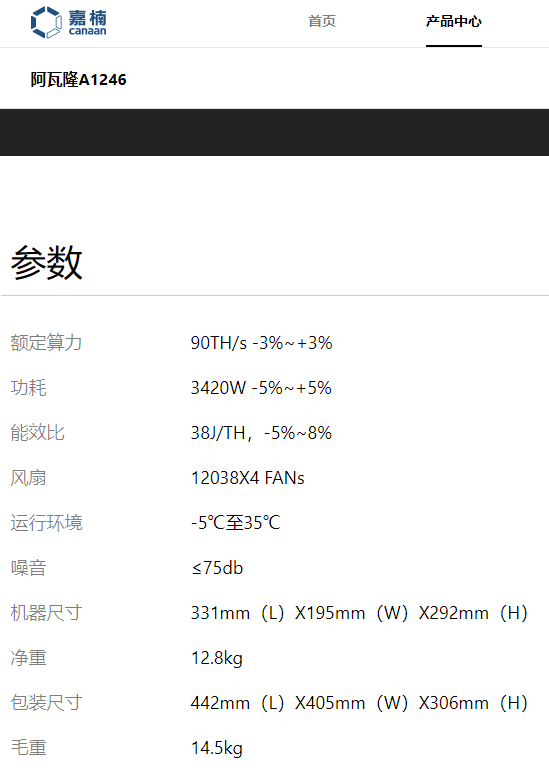 嘉楠
canaan
首页
产品中心
阿瓦隆A1246
参数
额定算力 90TH/s -3%~+3%
功耗 3420W -5%~+5%
能效比 38J/TH，-5%~8%
风扇 12038X4 FANs
运行环境 -5℃至35℃
噪音 ≤75db
机器尺寸 331mm（L）X195mm（W）X292mm（H）
净重 12.8kg
包装尺寸 442mm（L）X405mm（W）X306mm（H）
毛重 14.5kg